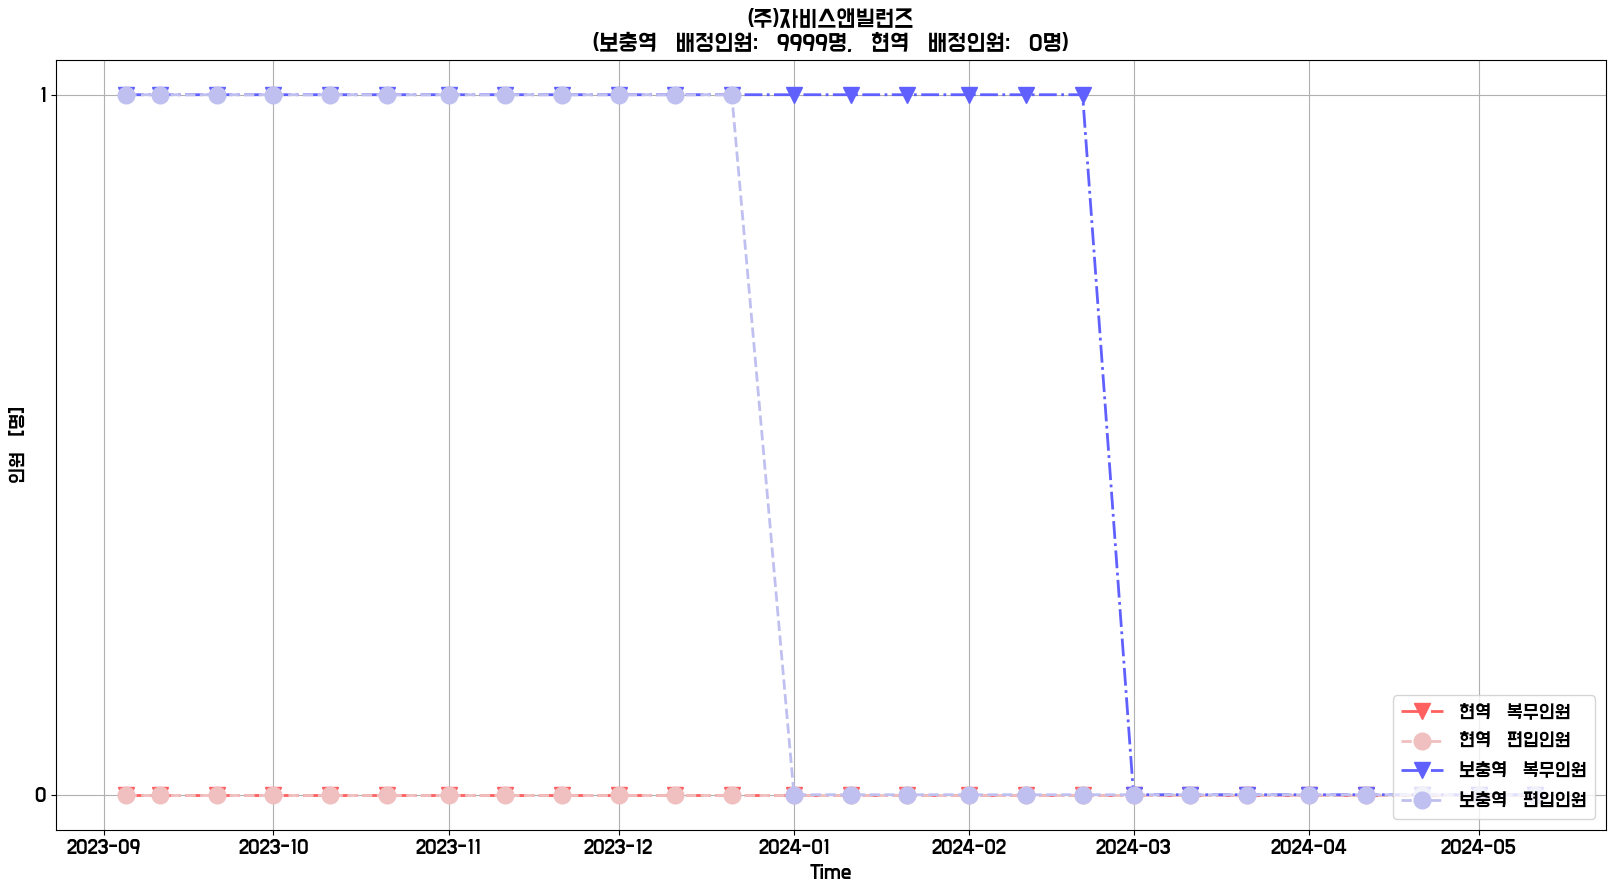 (주)자비스앤빌런즈
(보충역 배정인원: 9999명, 현역 배정인원: 0명)
1
0
인원 [명]
현역 복무인원
현역 편입인원
보충역 복무인원
보충역 편입인원
2023-09 2023-10 2023-11 2023-12 2024-01 2024-02 2024-03 2024-04 2024-05
Time